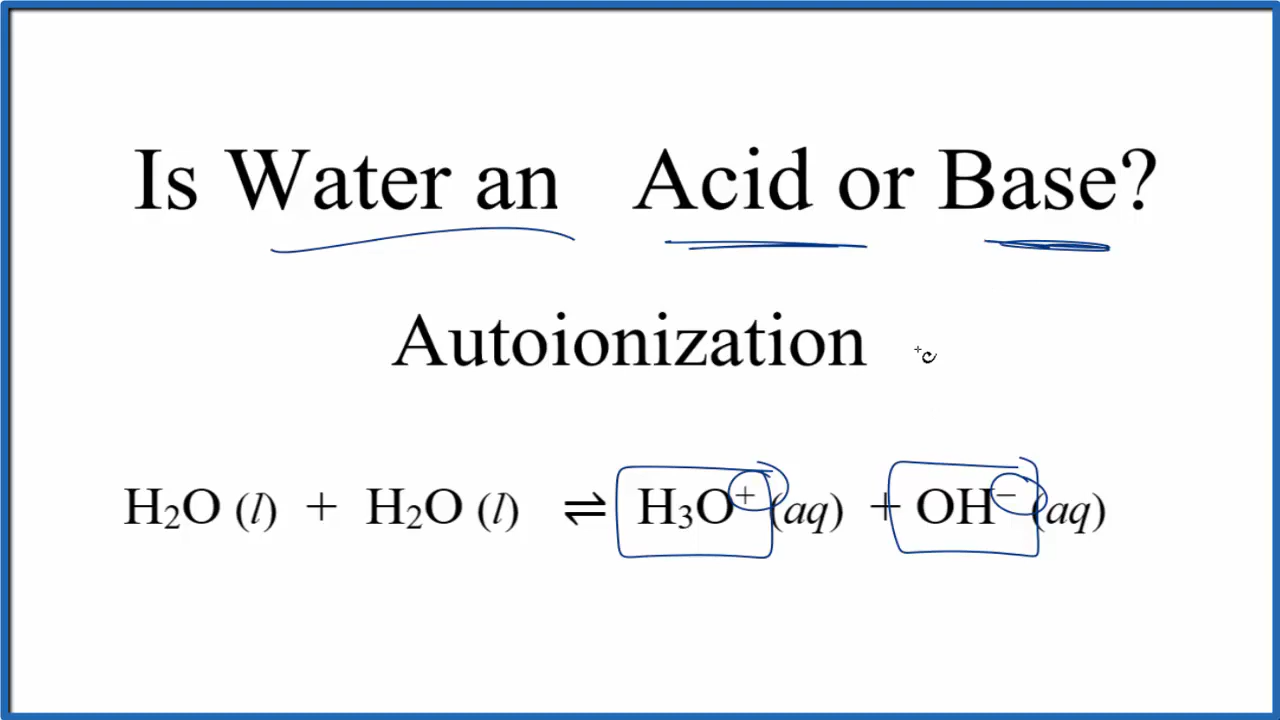 Is Water an Acid or Base?
Autoionization
H₂O (l) + H₂O (l) ⇌ H₃O⁺ (aq) + OH⁻ (aq)